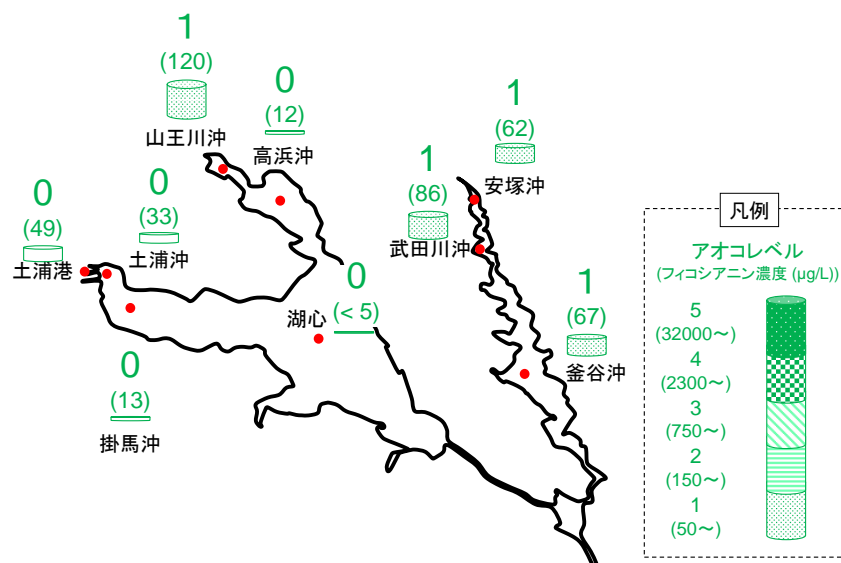 1
(120)
山王川沖
0
(12)
高浜沖
1
(62)
安塚沖
1
(86)
武田川沖
0
(49)
土浦港
0
(33)
土浦沖
0
(< 5)
湖心
1
(67)
釜谷沖
0
(13)
掛馬沖
凡例
アオコレベル
(フィコシアニン濃度 (µg/L))
5
(32000～)
4
(2300～)
3
(750～)
2
(150～)
1
(50～)